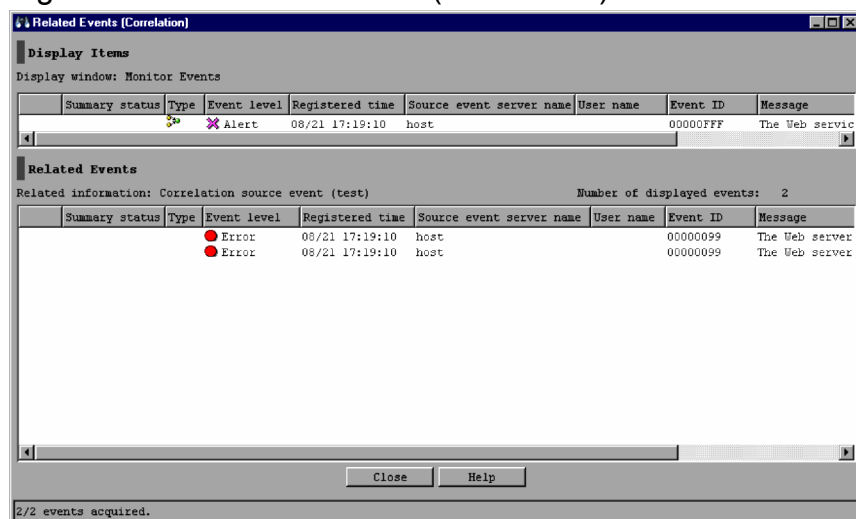 Related Events (Correlation)
Display Items
Display window: Monitor Events
Summary status Type Event level Registered time Source event server name User name Event ID Message
Alert 08/21 17:19:10 host 00000FFF The Web servic
Related Events
Related information: Correlation source event (test) Number of displayed events: 2
Summary status Type Event level Registered time Source event server name User name Event ID Message
Error 08/21 17:19:10 host 00000099 The Web server
Error 08/21 17:19:10 host 00000099 The Web server
Close Help
2/2 events acquired.